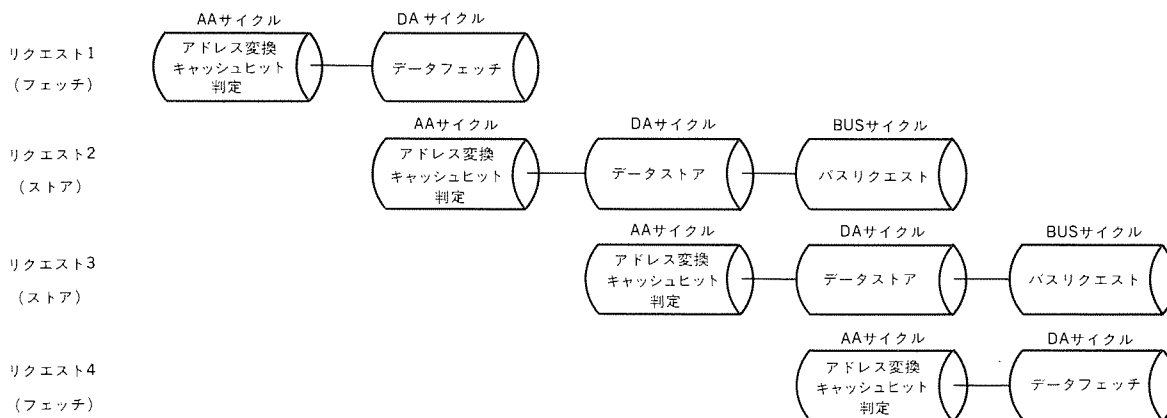 AAサイクル
DAサイクル
リクエスト1
(フェッチ)
アドレス変換
キャッシュヒット
判定
データフェッチ
AAサイクル
DAサイクル
BUSサイクル
リクエスト2
(ストア)
アドレス変換
キャッシュヒット
判定
データストア
バスリクエスト
AAサイクル
DAサイクル
BUSサイクル
リクエスト3
(ストア)
アドレス変換
キャッシュヒット
判定
データストア
バスリクエスト
AAサイクル
DAサイクル
リクエスト4
(フェッチ)
アドレス変換
キャッシュヒット
判定
データフェッチ